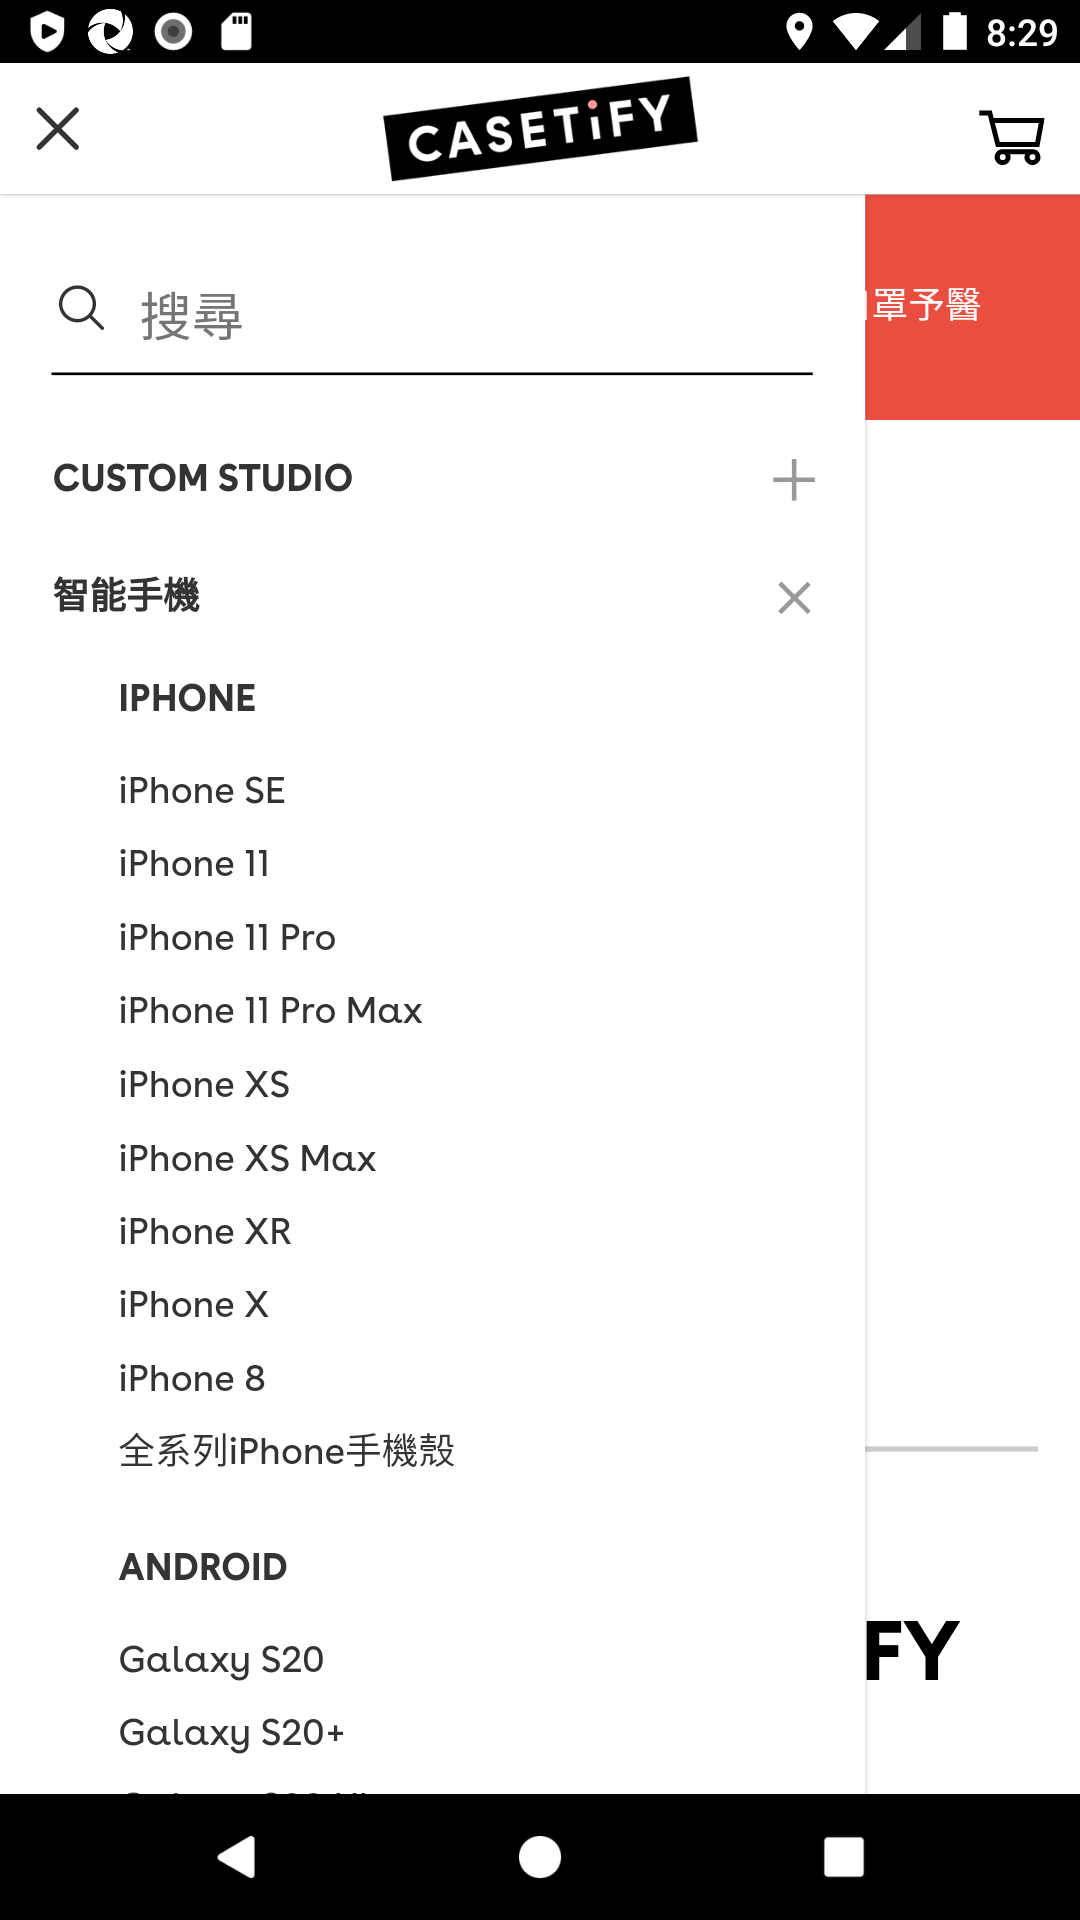 8:29
CASETiFY
罩予醫
搜尋
CUSTOM STUDIO
智能手機
IPHONE
iPhone SE
iPhone 11
iPhone 11 Pro
iPhone 11 Pro Max
iPhone XS
iPhone XS Max
iPhone XR
iPhone X
iPhone 8
全系列iPhone手機殼
ANDROID
FY
Galaxy S20
Galaxy S20+